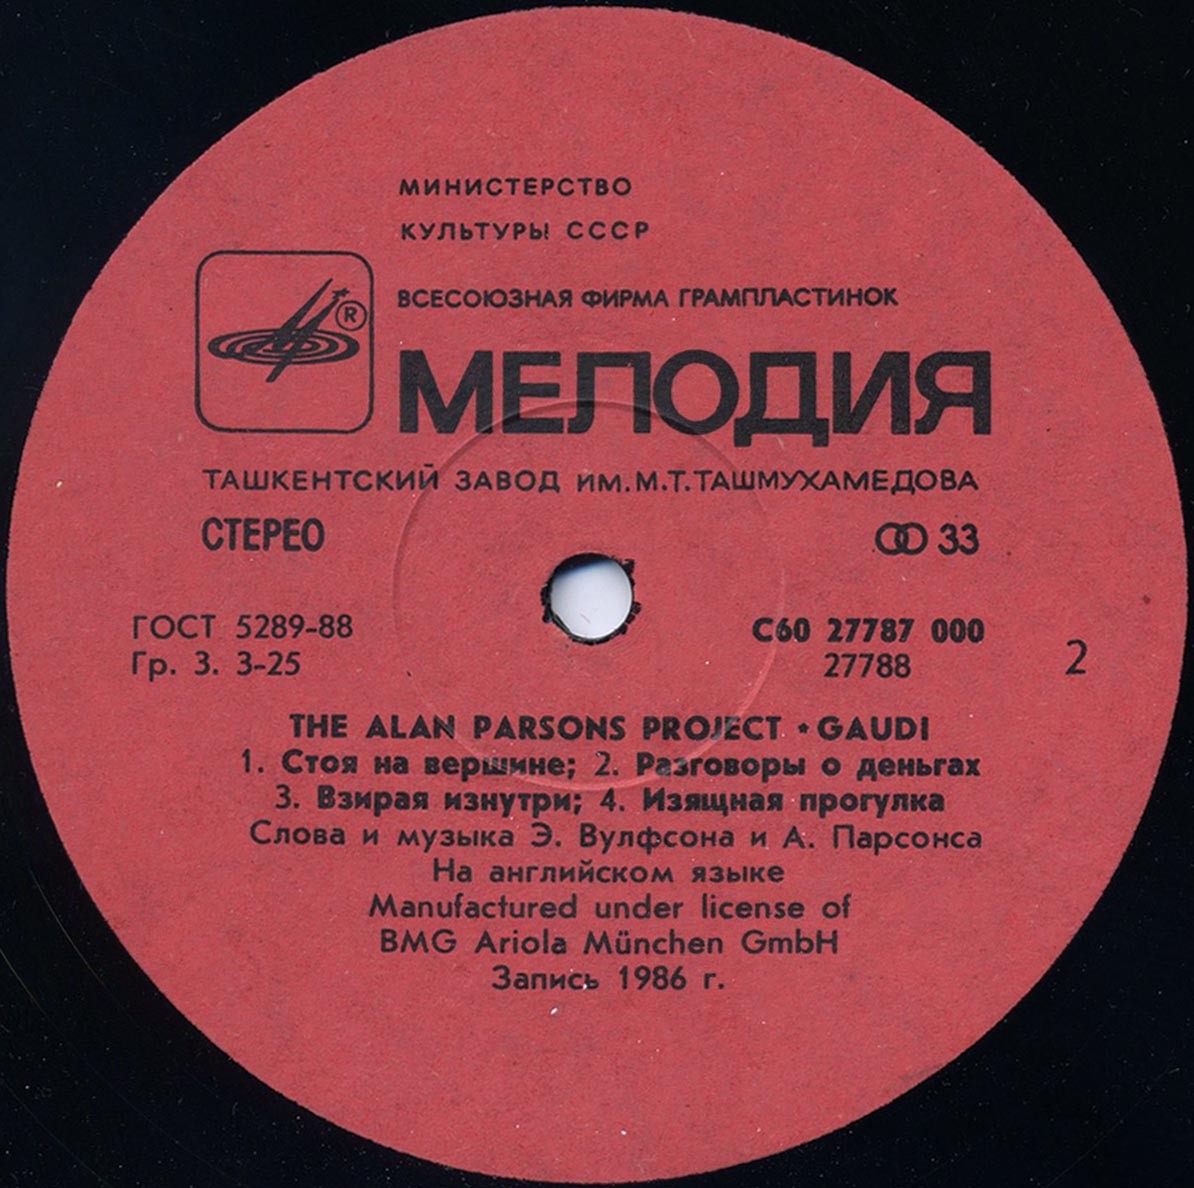 МИНИСТЕРСТВО
КУЛЬТУРЫ СССР
ВСЕСОЮЗНАЯ ФИРМА ГРАМПЛАСТИНОК
®
МЕЛОДИЯ
ТАШКЕНТСКИЙ ЗАВОД ИМ. М.Т. ТАШМУХАМЕДОВА
СТЕРЕО
33
ГОСТ 5289-88
Гр. 3. 3-25
С60 27787 000
27788
2
THE ALAN PARSONS PROJECT • GAUDI
1. Стоя на вершине; 2. Разговоры о деньгах
3. Взирая изнутри; 4. Изящная прогулка
Слова и музыка Э. Вулфсона и А. Парсонса
На английском языке
Manufactured under license of
BMG Ariola München GmbH
Запись 1986 г.